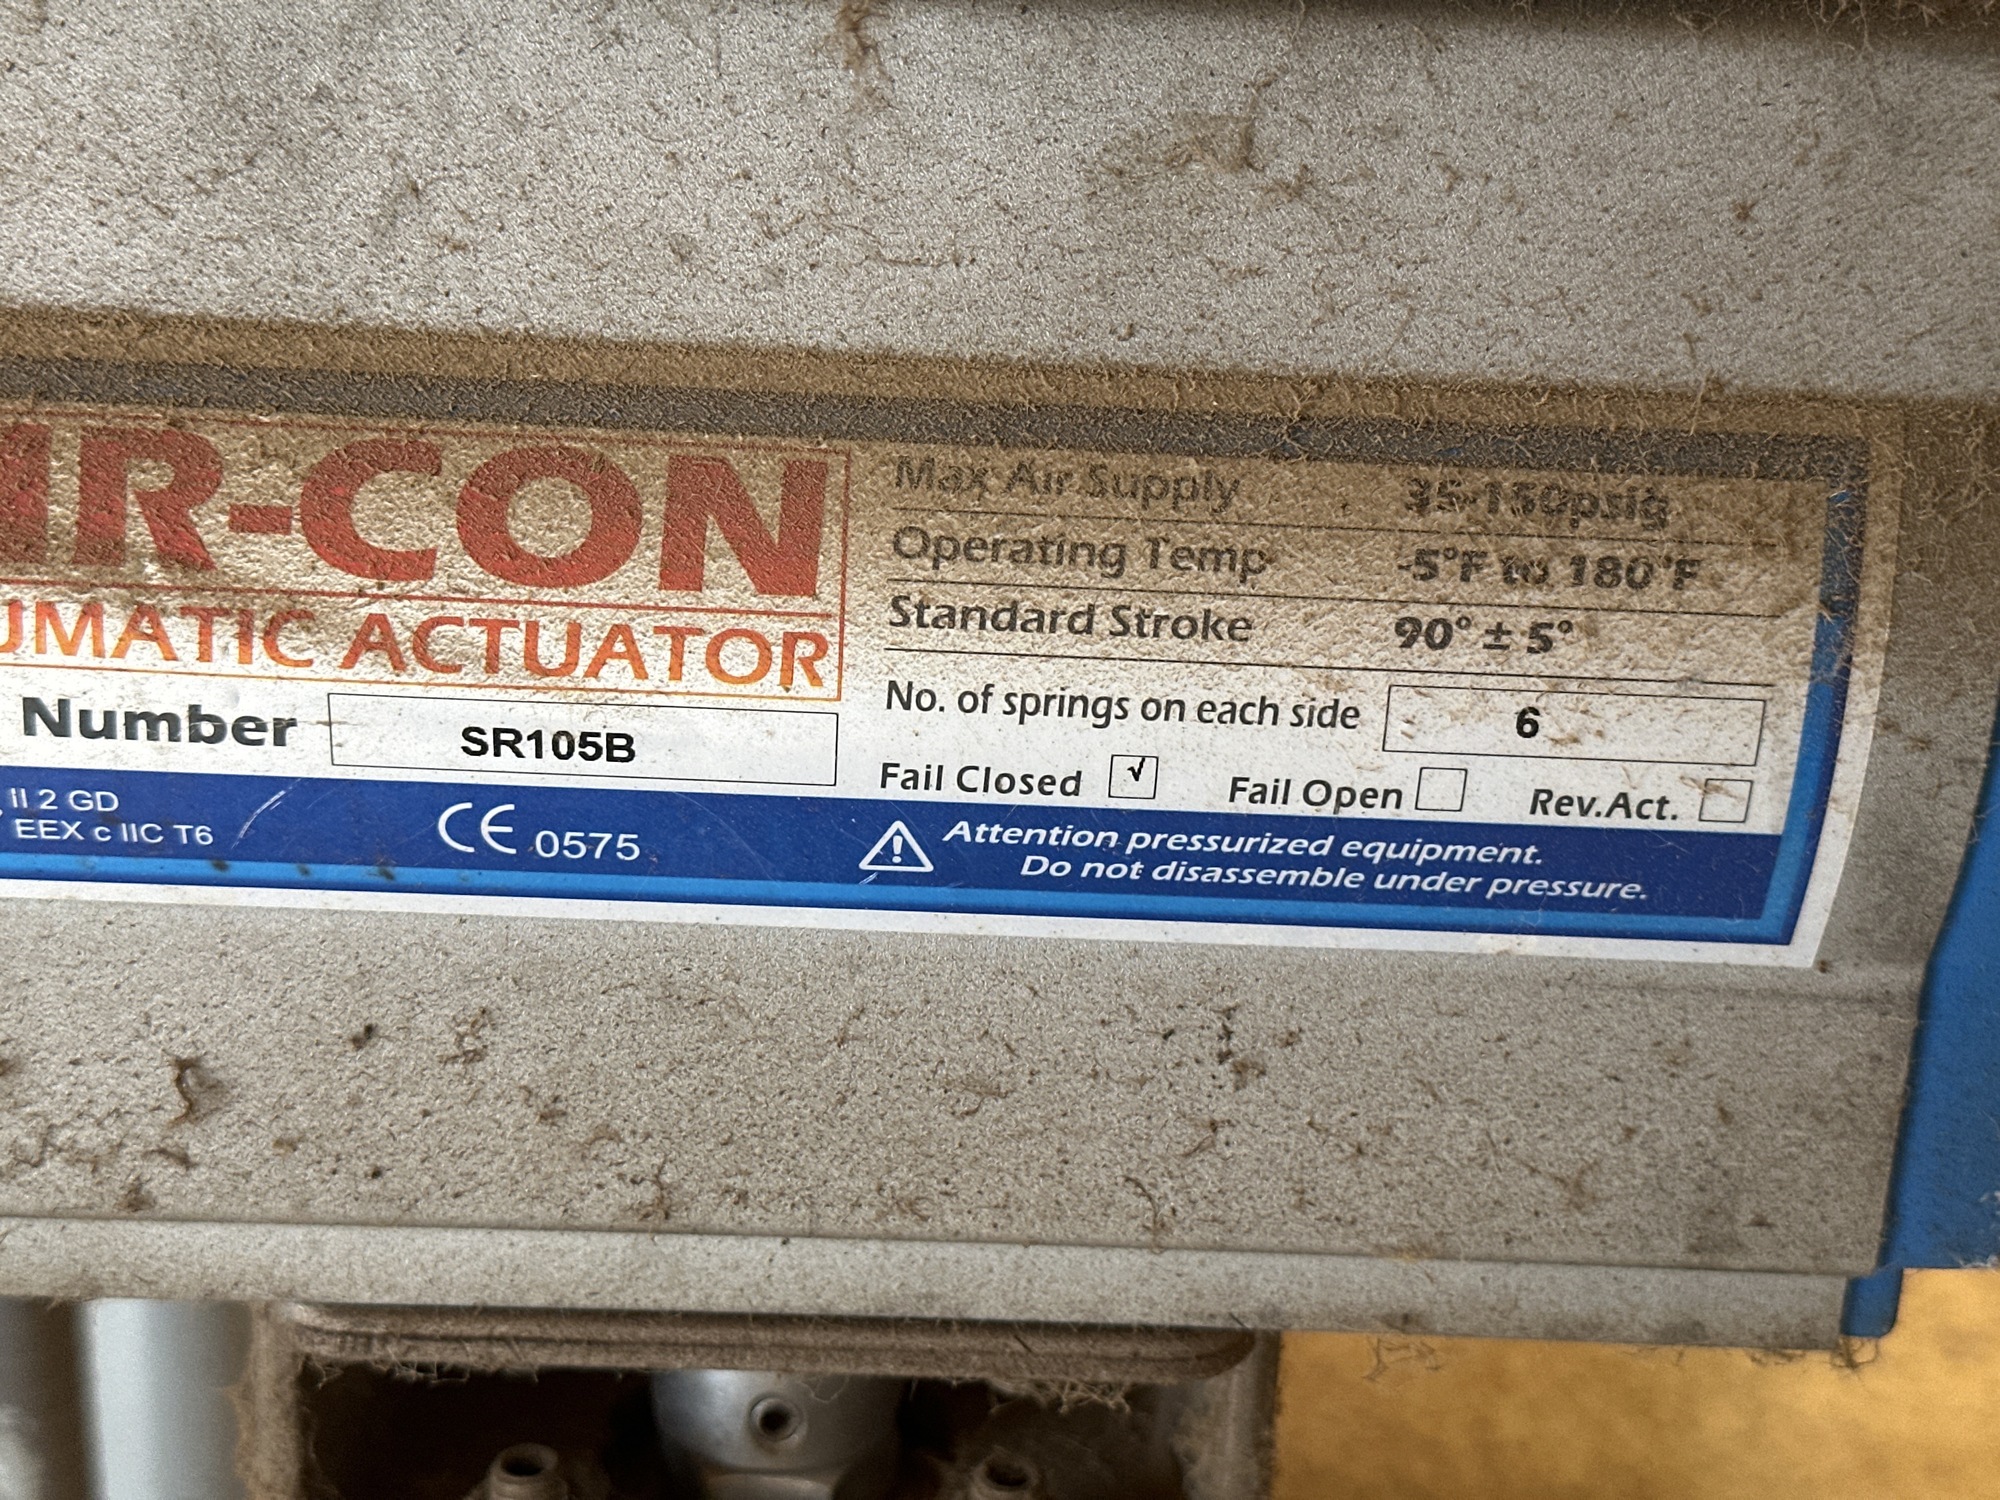 IR-CON
UMATIC ACTUATOR
Number SR105B
II 2 GD
EEX c IIC T6
CE 0575
Max Air Supply 35-150psig
Operating Temp -5°F to 180°F
Standard Stroke 90° ± 5°
No. of springs on each side 6
Fail Closed √ Fail Open Rev.Act.
Attention pressurized equipment.
Do not disassemble under pressure.